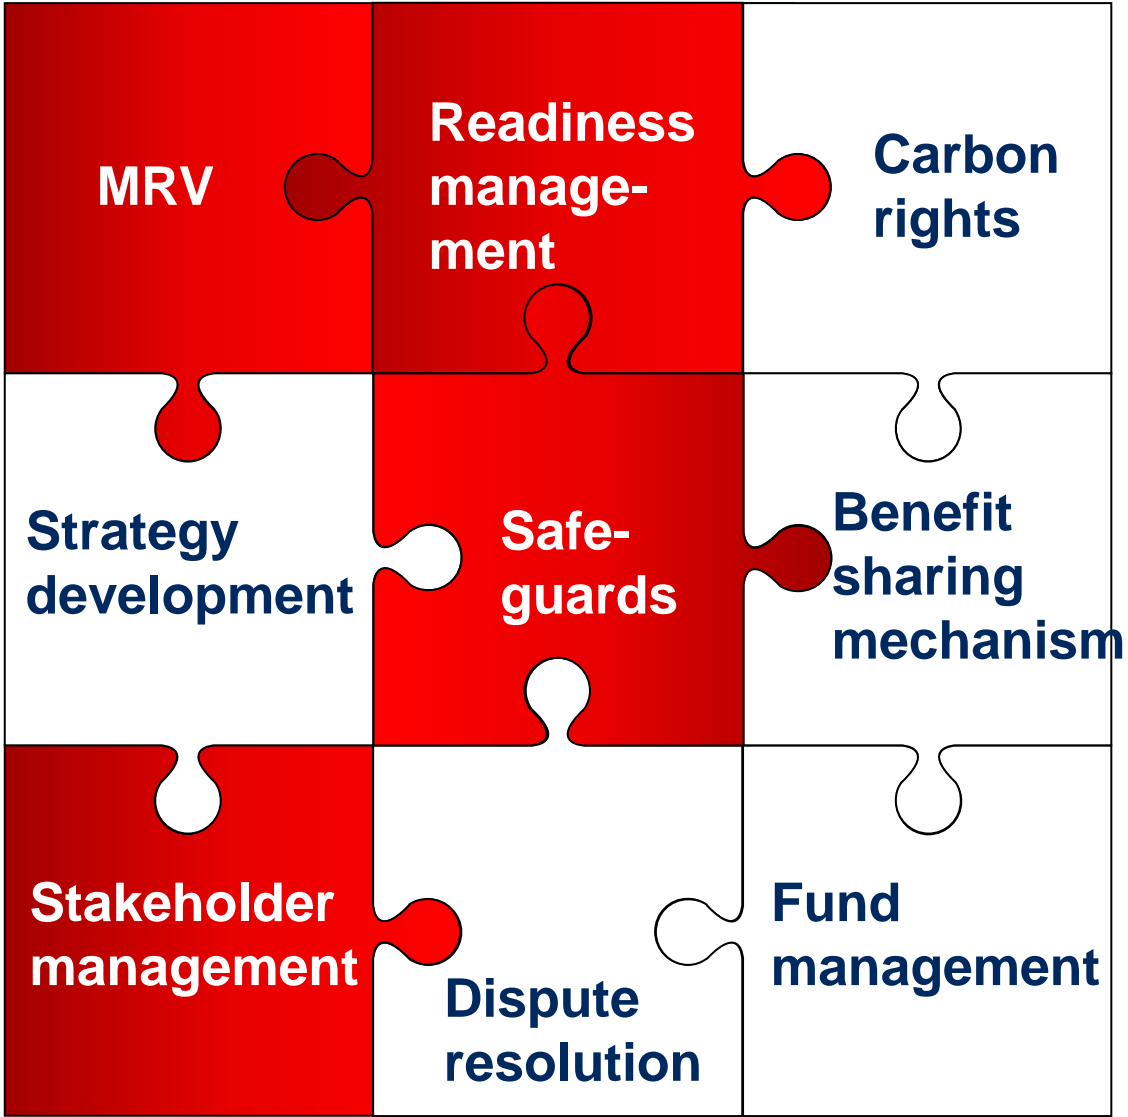 MRV
Readiness
manage-
ment
Carbon
rights
Strategy
development
Safe-
guards
Benefit
sharing
mechanism
Stakeholder
management
Dispute
resolution
Fund
management